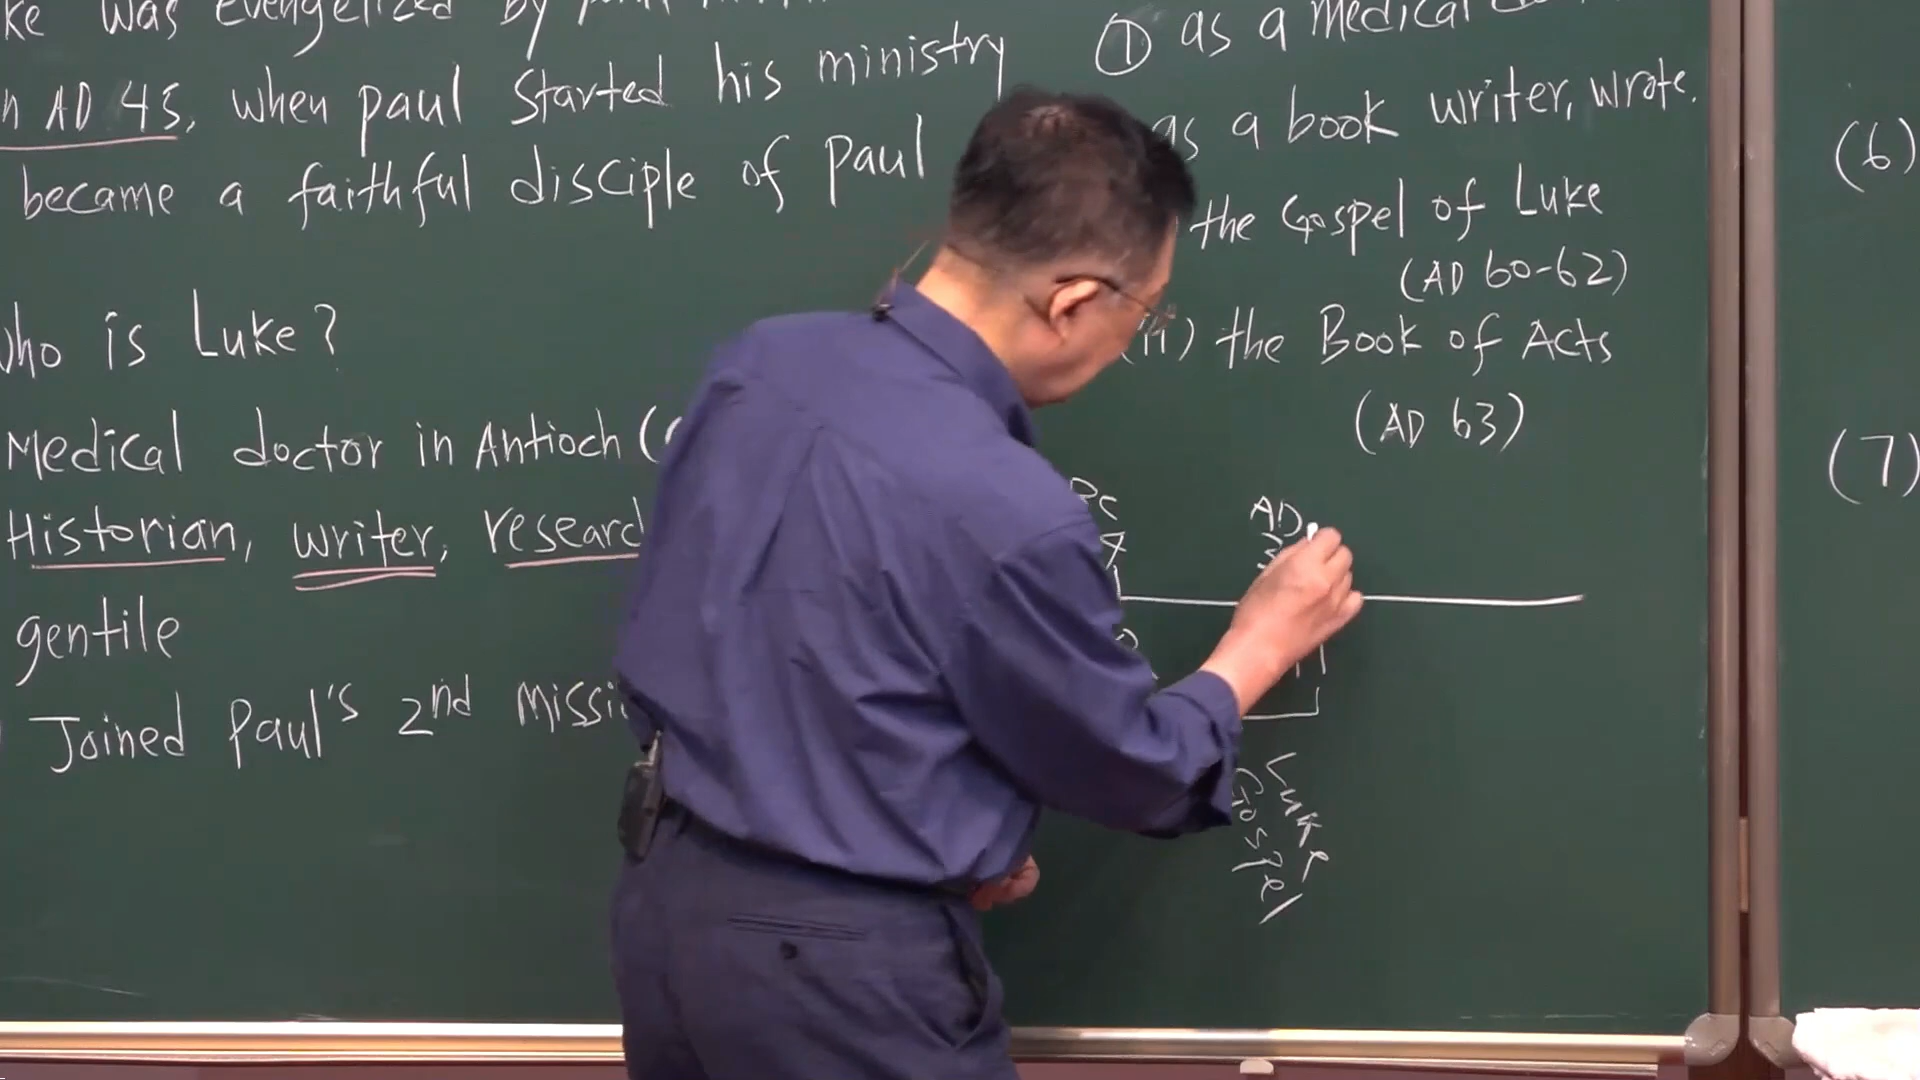 was evengelized by
AD 45, when paul started his ministry
became a faithful disciple of paul
who is Luke?
Medical doctor in Antioch (
Historian, writer,
gentile
Joined Paul's 2nd
① as a Medical
as a book writer, wrote.
the Gospel of Luke
(AD 60-62)
(ii) the Book of Acts
(AD 63)
AD
Luke
Gospel
(6)
(7)